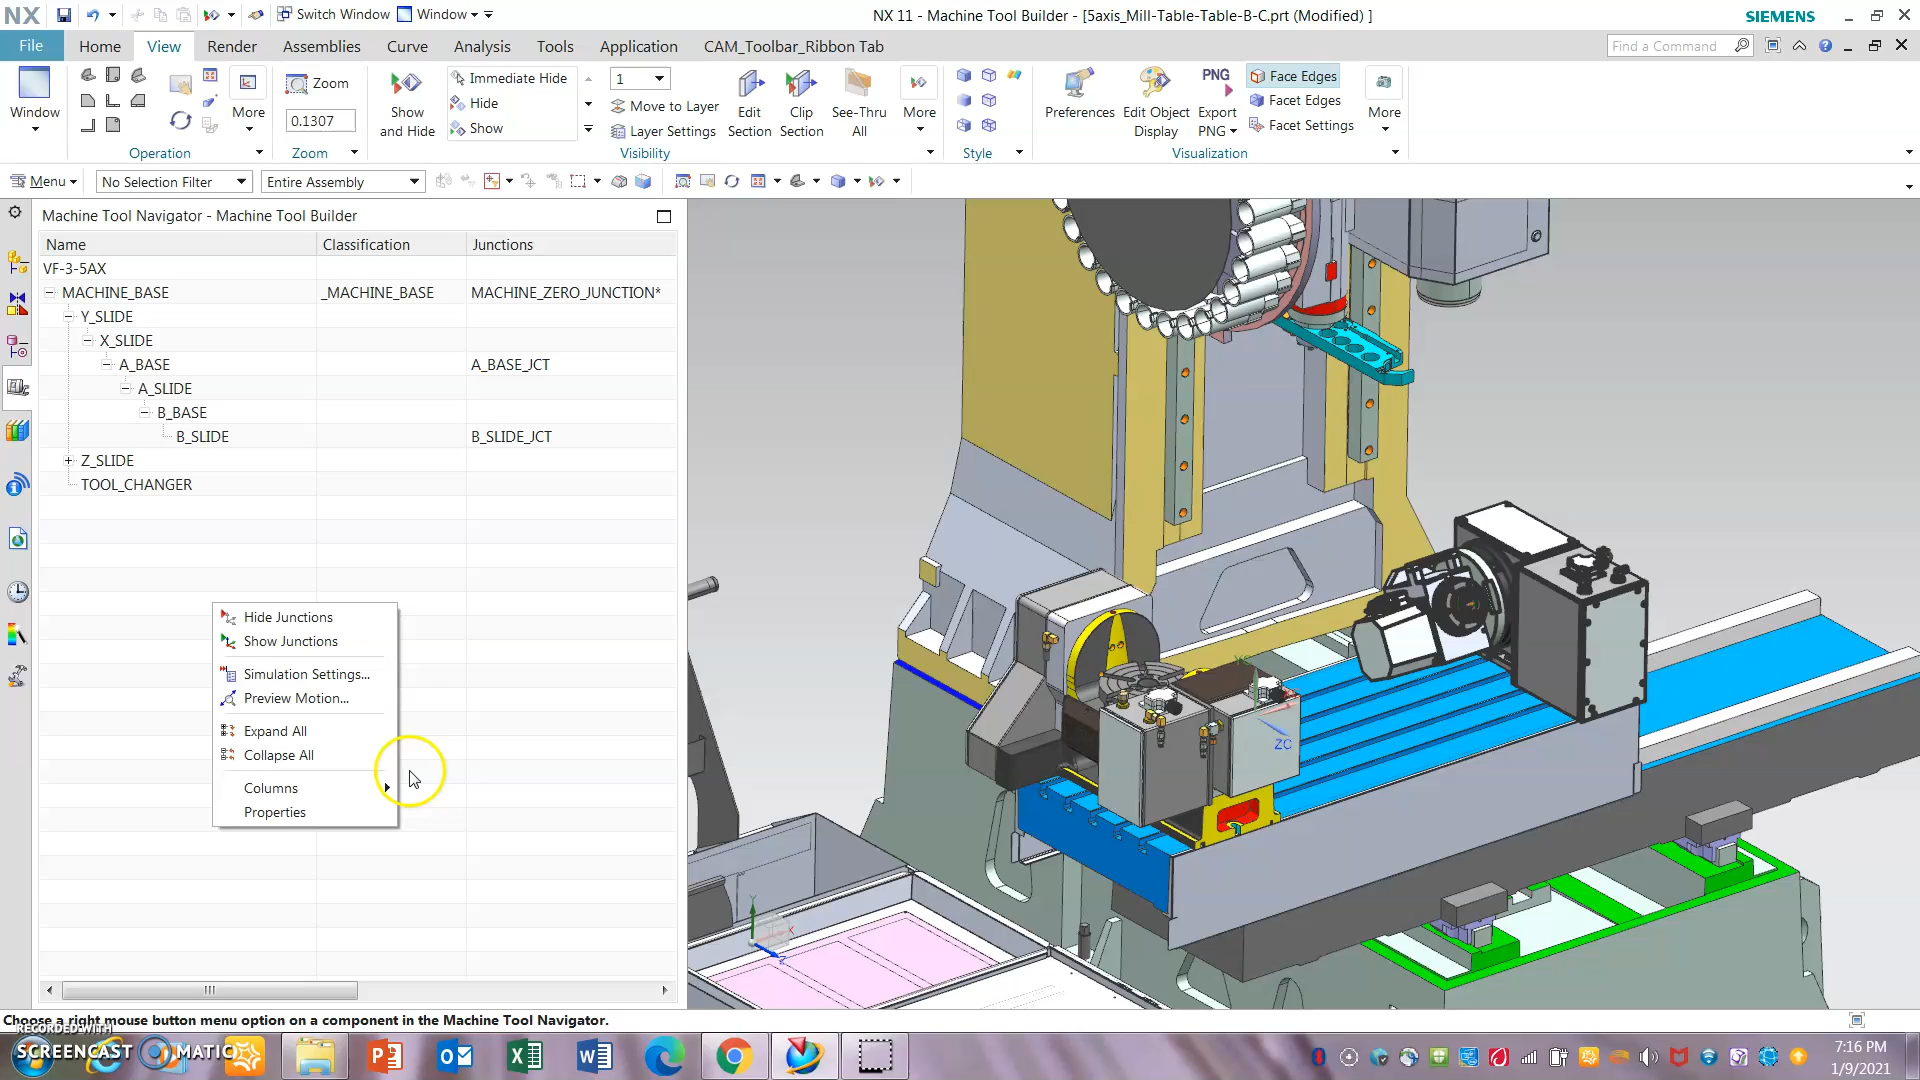 NX
Switch Window
Window
NX 11 - Machine Tool Builder - [5axis_Mill-Table-Table-B-C.prt (Modified) ]
SIEMENS
File
Home
View
Render
Assemblies
Curve
Analysis
Tools
Application
CAM_Toolbar_Ribbon Tab
Find a Command
Window
More
Operation
Zoom
0.1307
Zoom
Show
and Hide
Immediate Hide
Hide
Show
1
Move to Layer
Layer Settings
Edit
Section
Clip
Section
See-Thru
All
More
Visibility
Style
Preferences
Edit Object
Display
PNG
Export
PNG
Face Edges
Facet Edges
Facet Settings
More
Visualization
Menu
No Selection Filter
Entire Assembly
Machine Tool Navigator - Machine Tool Builder
Name
Classification
Junctions
VF-3-5AX
MACHINE_BASE
_MACHINE_BASE
MACHINE_ZERO_JUNCTION*
Y_SLIDE
X_SLIDE
A_BASE
A_BASE_JCT
A_SLIDE
B_BASE
B_SLIDE
B_SLIDE_JCT
Z_SLIDE
TOOL_CHANGER
Hide Junctions
Show Junctions
Simulation Settings...
Preview Motion...
Expand All
Collapse All
Columns
Properties
YC
ZC
Y
X
Z
Choose a right mouse button menu option on a component in the Machine Tool Navigator.
RECORDED WITH
SCREENCAST
MATIC
7:16 PM
1/9/2021